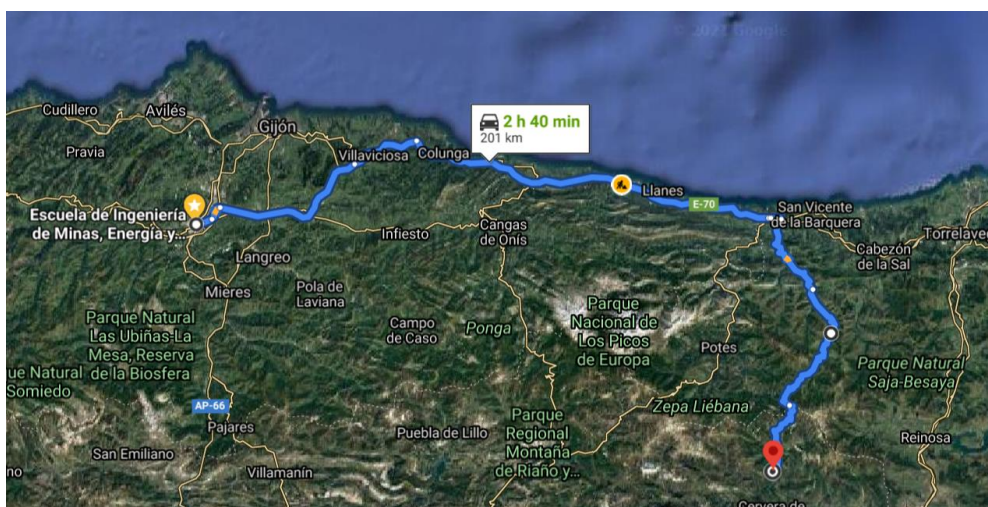 © 2021 Google
Cudillero
Avilés
Gijón
Pravia
Villaviciosa
Colunga
2 h 40 min
201 km
Llanes
E-70
San Vicente
de la Barquera
Escuela de Ingeniería
de Minas, Energía y...
Infiesto
Cangas
de Onís
Cabezón
de la Sal
Torrelave
Langreo
Mieres
Pola de
Laviana
Parque Natural
Las Ubiñas-La
Mesa, Reserva
de la Biosfera
ue Natural
Somiedo
Campo
de Caso
Ponga
Parque
Nacional de
Los Picos
de Europa
Potes
Parque Natural
Saja-Besaya
AP-66
Pajares
Puebla de Lillo
Parque
Regional
Montaña
de Riaño y...
Zepa Liébana
Reinosa
San Emiliano
no
Villamanín
Cervera de